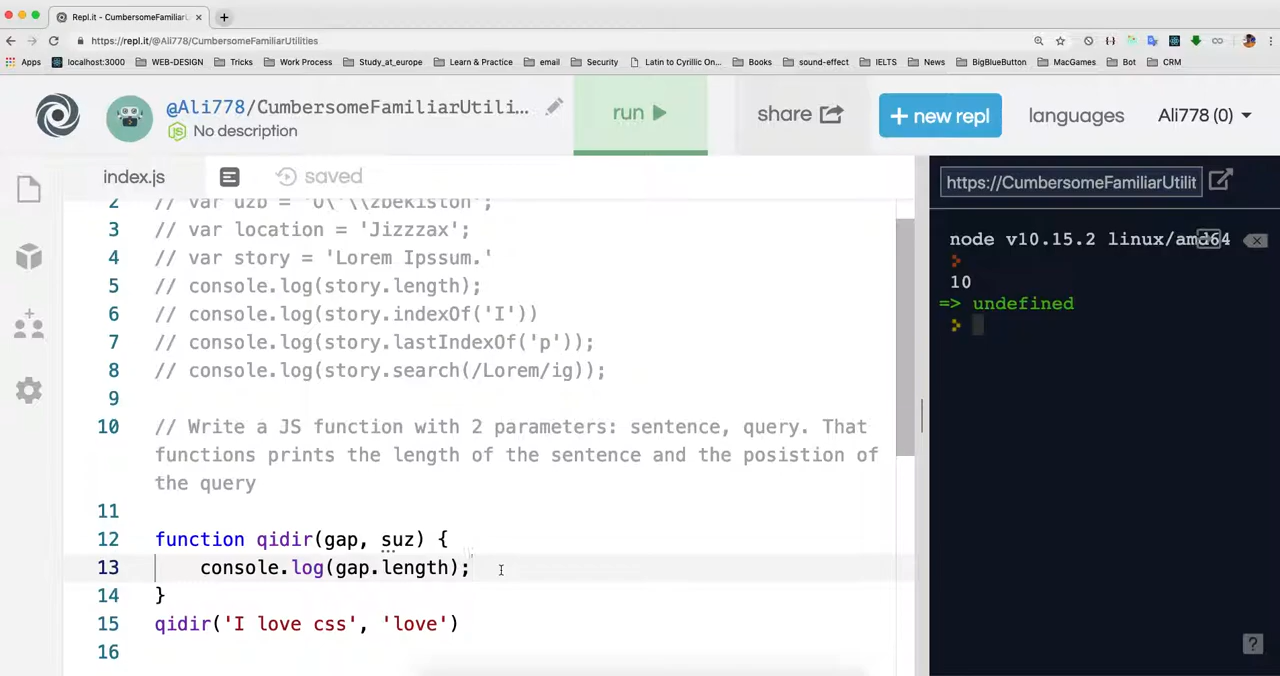 Repl.it - CumbersomeFamiliarU
https://repl.it/@Ali778/CumbersomeFamiliarUtilities
Apps localhost:3000 WEB-DESIGN Tricks Work Process Study_at_europe Learn & Practice email Security Latin to Cyrillic On... Books sound-effect IELTS News BigBlueButton MacGames Bot CRM
@Ali778/CumbersomeFamiliarUtili...
No description
run
share
+ new repl
languages
Ali778 (0)
index.js
saved
2 // var uzb = 'O\'\\zbekiston';
3 // var location = 'Jizzzax';
4 // var story = 'Lorem Ipssum.'
5 // console.log(story.length);
6 // console.log(story.indexOf('I'))
7 // console.log(story.lastIndexOf('p'));
8 // console.log(story.search(/Lorem/ig));
9
10 // Write a JS function with 2 parameters: sentence, query. That
functions prints the length of the sentence and the posistion of
the query
11
12 function qidir(gap, suz) {
13 console.log(gap.length);
14 }
15 qidir('I love css', 'love')
16
https://CumbersomeFamiliarUtilit
node v10.15.2 linux/amd64
10
=> undefined
?